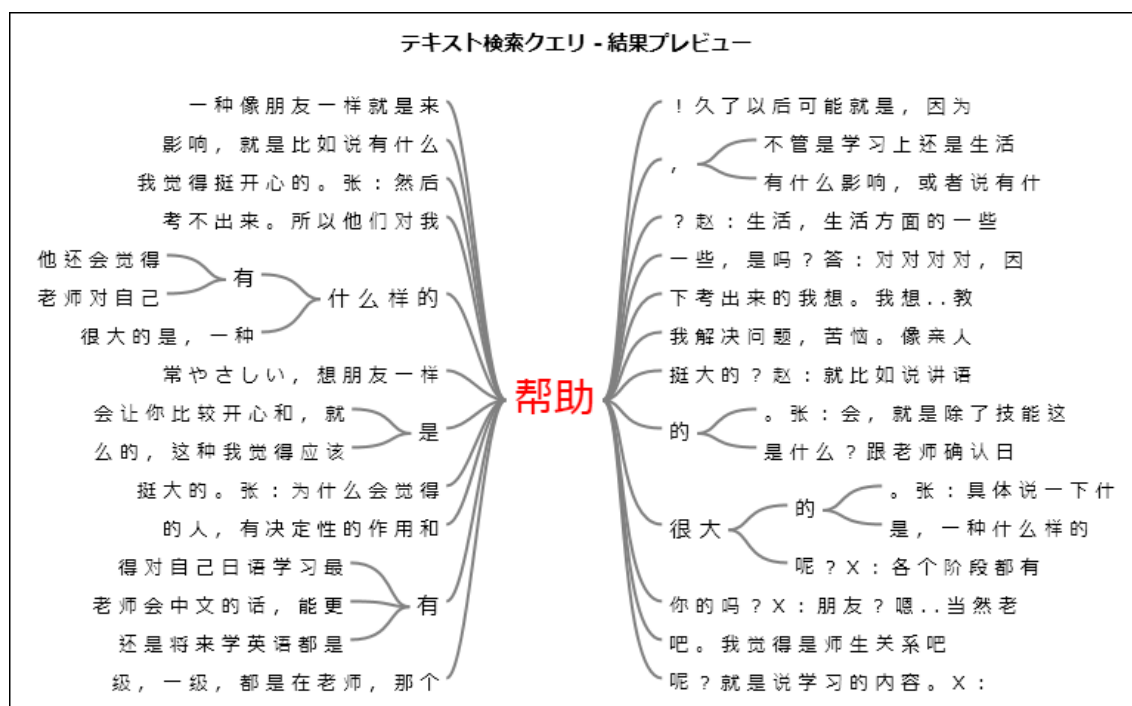 テキスト検索クエリ - 結果プレビュー
一种像朋友一样就是来
影响，就是比如说有什么
我觉得挺开心的。张：然后
考不出来。所以他们对我
他还会觉得
老师对自己
有
很大的是，一种
什么样的
常やさしい，想朋友一样
会让你比较开心和，就
么的，这种我觉得应该
是
挺大的。张：为什么会觉得
的人，有决定性的作用和
得对自己日语学习最
老师会中文的话，能更
还是将来学英语都是
有
级，一级，都是在老师，那个
帮助
！久了以后可能就是，因为
，
不管是学习上还是生活
有什么影响，或者说有什
？赵：生活，生活方面的一些
一些，是吗？答：对对对对，因
下考出来的我想。我想..教
我解决问题，苦恼。像亲人
挺大的？赵：就比如说讲语
的
。张：会，就是除了技能这
是什么？跟老师确认日
很大
的
。张：具体说一下什
是，一种什么样的
呢？X：各个阶段都有
你的吗？X：朋友？嗯..当然老
吧。我觉得是师生关系吧
呢？就是说学习的内容。X：